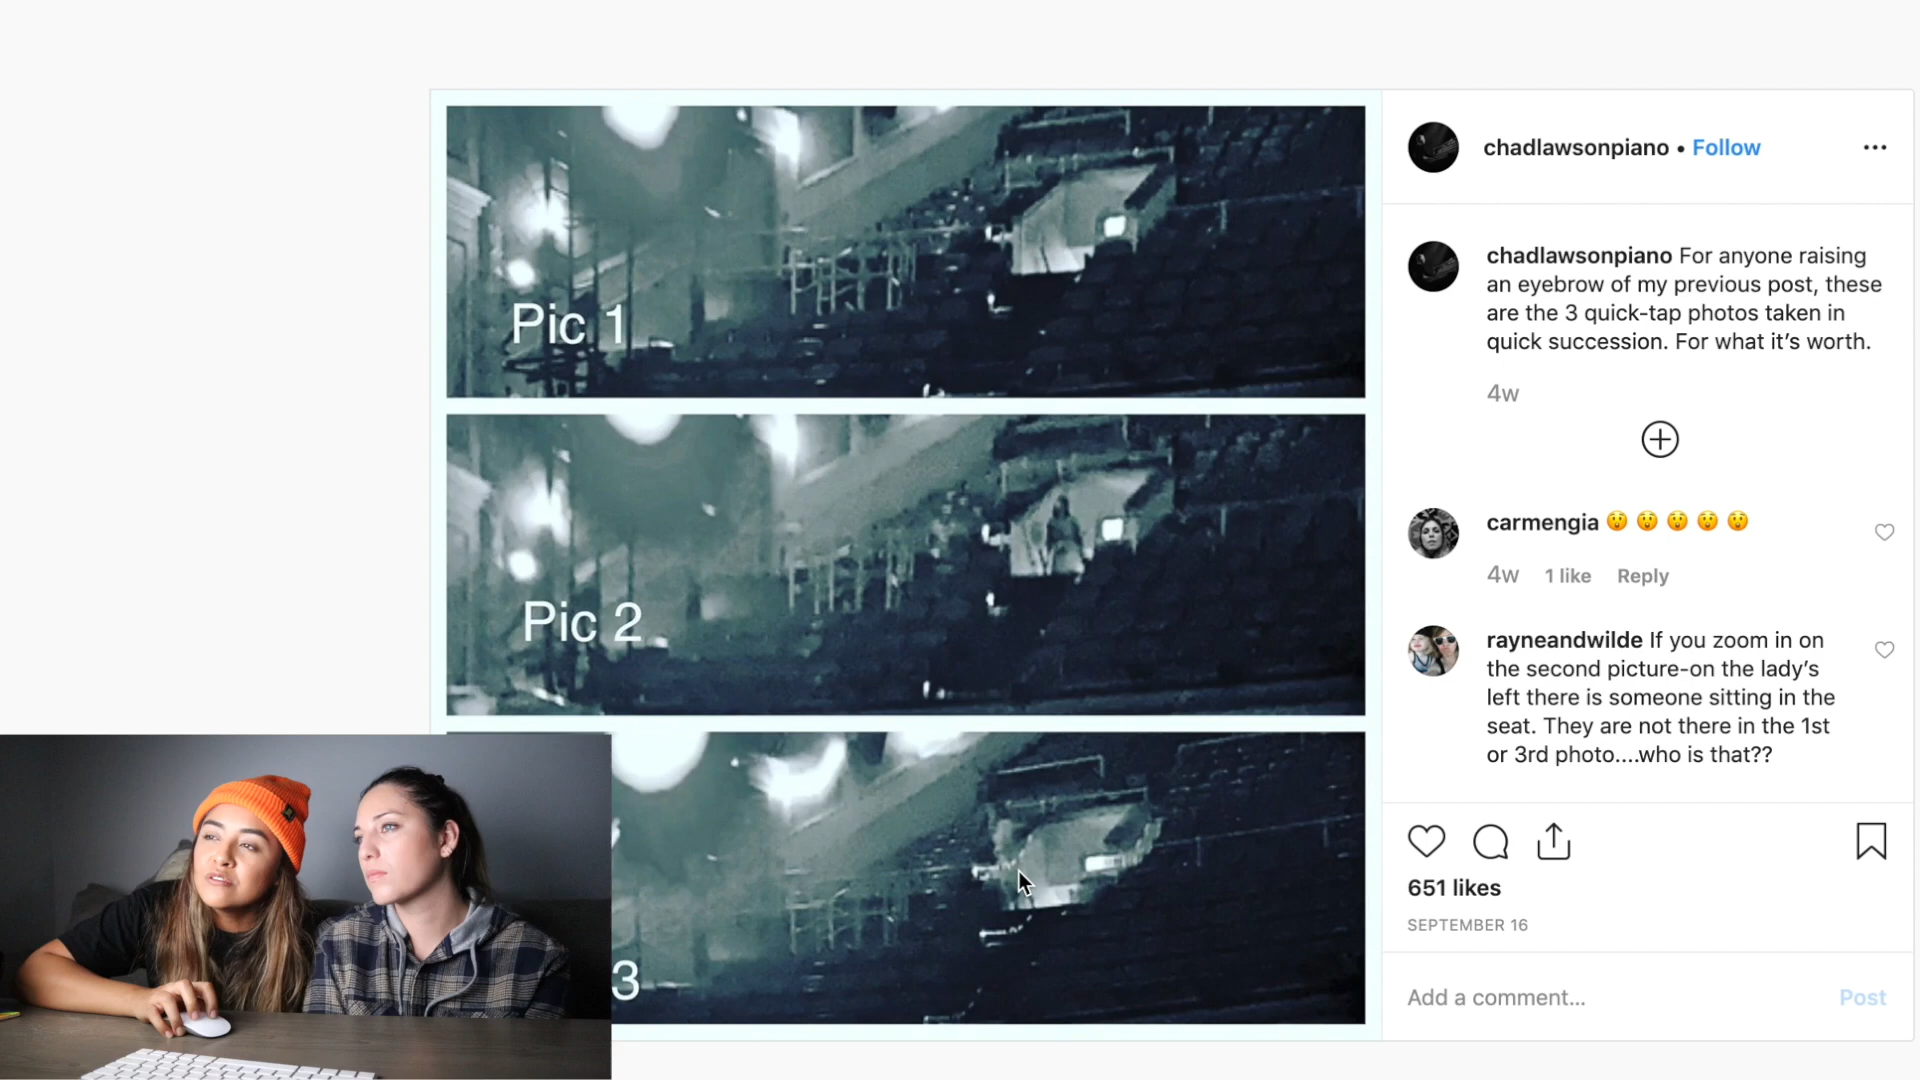 Pic 1
Pic 2
3
chadlawsonpiano • Follow
chadlawsonpiano For anyone raising
an eyebrow of my previous post, these
are the 3 quick-tap photos taken in
quick succession. For what it’s worth.
4w
carmengia 😲 😲 😲 😲 😲
4w 1 like Reply
rayneandwilde If you zoom in on
the second picture-on the lady’s
left there is someone sitting in the
seat. They are not there in the 1st
or 3rd photo....who is that??
651 likes
SEPTEMBER 16
Add a comment... Post